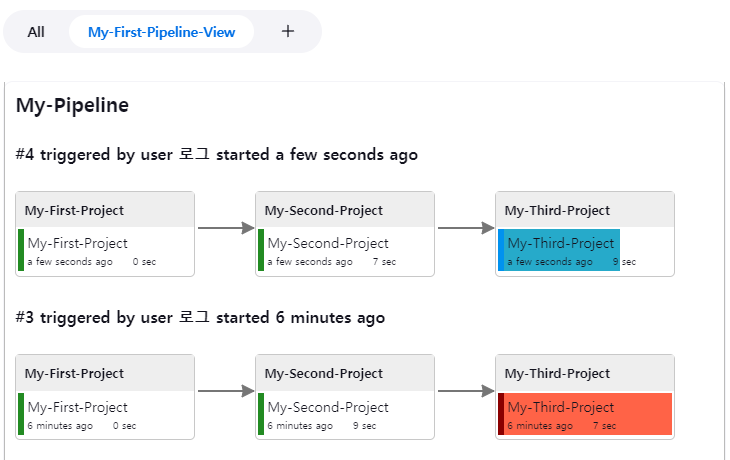 All My-First-Pipeline-View +
My-Pipeline
#4 triggered by user 로그 started a few seconds ago
My-First-Project My-Second-Project My-Third-Project
My-First-Project My-Second-Project My-Third-Project
a few seconds ago 0 sec a few seconds ago 7 sec a few seconds ago 9 sec
#3 triggered by user 로그 started 6 minutes ago
My-First-Project My-Second-Project My-Third-Project
My-First-Project My-Second-Project My-Third-Project
6 minutes ago 0 sec 6 minutes ago 9 sec 6 minutes ago 7 sec